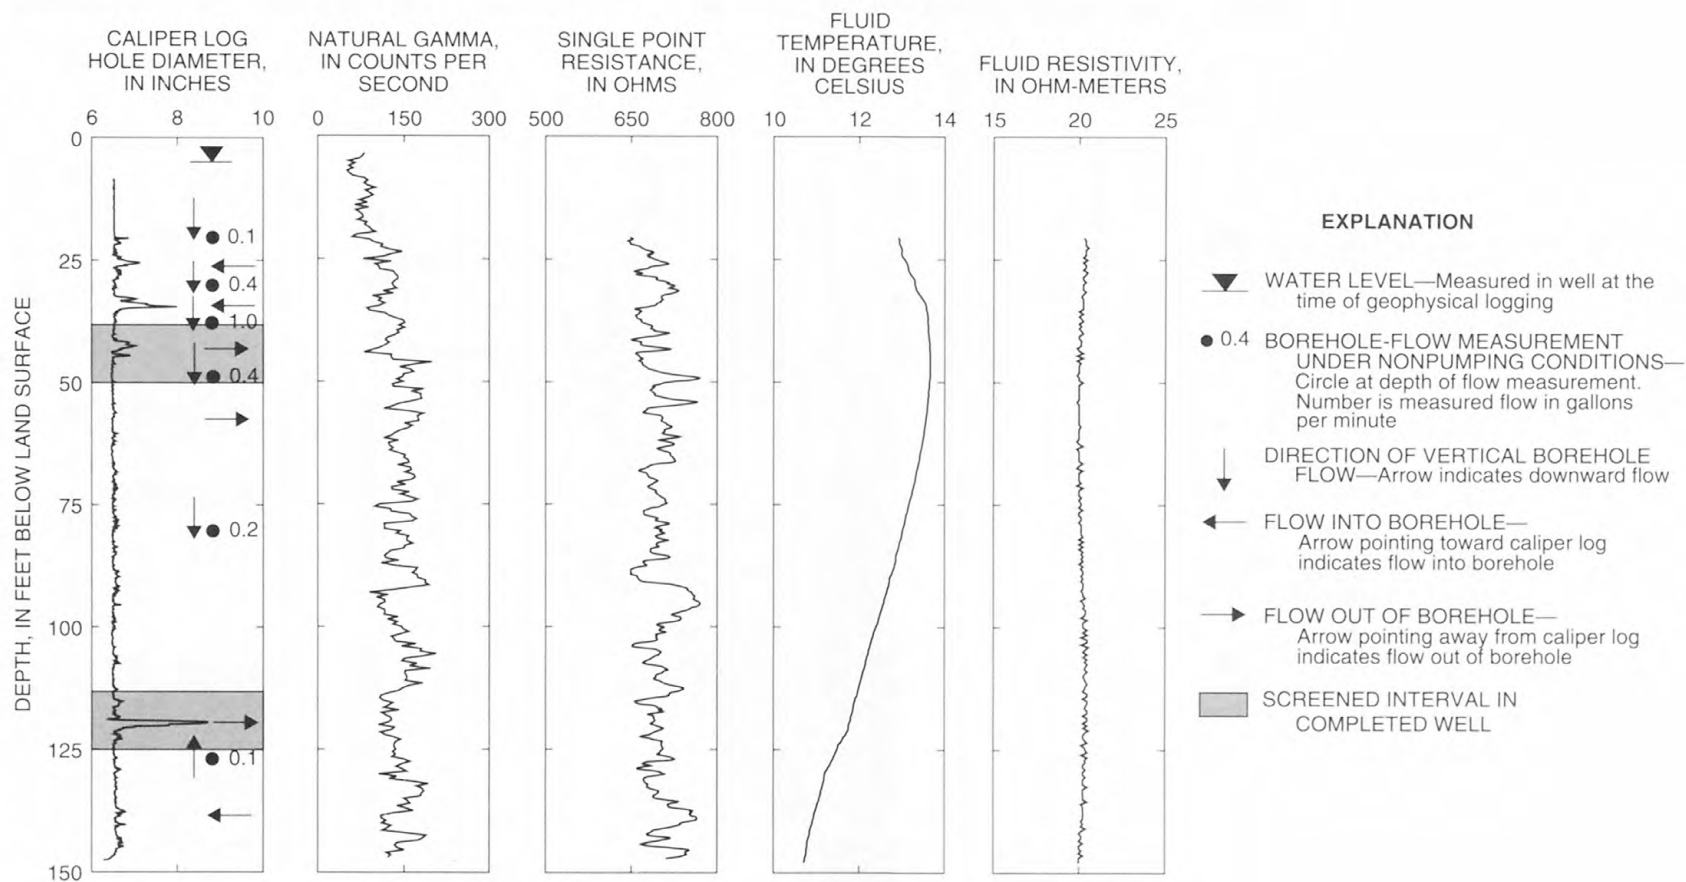 CALIPER LOG
HOLE DIAMETER,
IN INCHES
6 8 10
NATURAL GAMMA,
IN COUNTS PER
SECOND
0 150 300
SINGLE POINT
RESISTANCE,
IN OHMS
500 650 800
FLUID
TEMPERATURE,
IN DEGREES
CELSIUS
10 12 14
FLUID RESISTIVITY,
IN OHM-METERS
15 20 25
DEPTH, IN FEET BELOW LAND SURFACE
0
25
50
75
100
125
150
0.1
0.4
1.0
0.4
0.2
0.1
EXPLANATION
WATER LEVEL—Measured in well at the
time of geophysical logging
0.4 BOREHOLE-FLOW MEASUREMENT
UNDER NONPUMPING CONDITIONS—
Circle at depth of flow measurement.
Number is measured flow in gallons
per minute
DIRECTION OF VERTICAL BOREHOLE
FLOW—Arrow indicates downward flow
FLOW INTO BOREHOLE—
Arrow pointing toward caliper log
indicates flow into borehole
FLOW OUT OF BOREHOLE—
Arrow pointing away from caliper log
indicates flow out of borehole
SCREENED INTERVAL IN
COMPLETED WELL